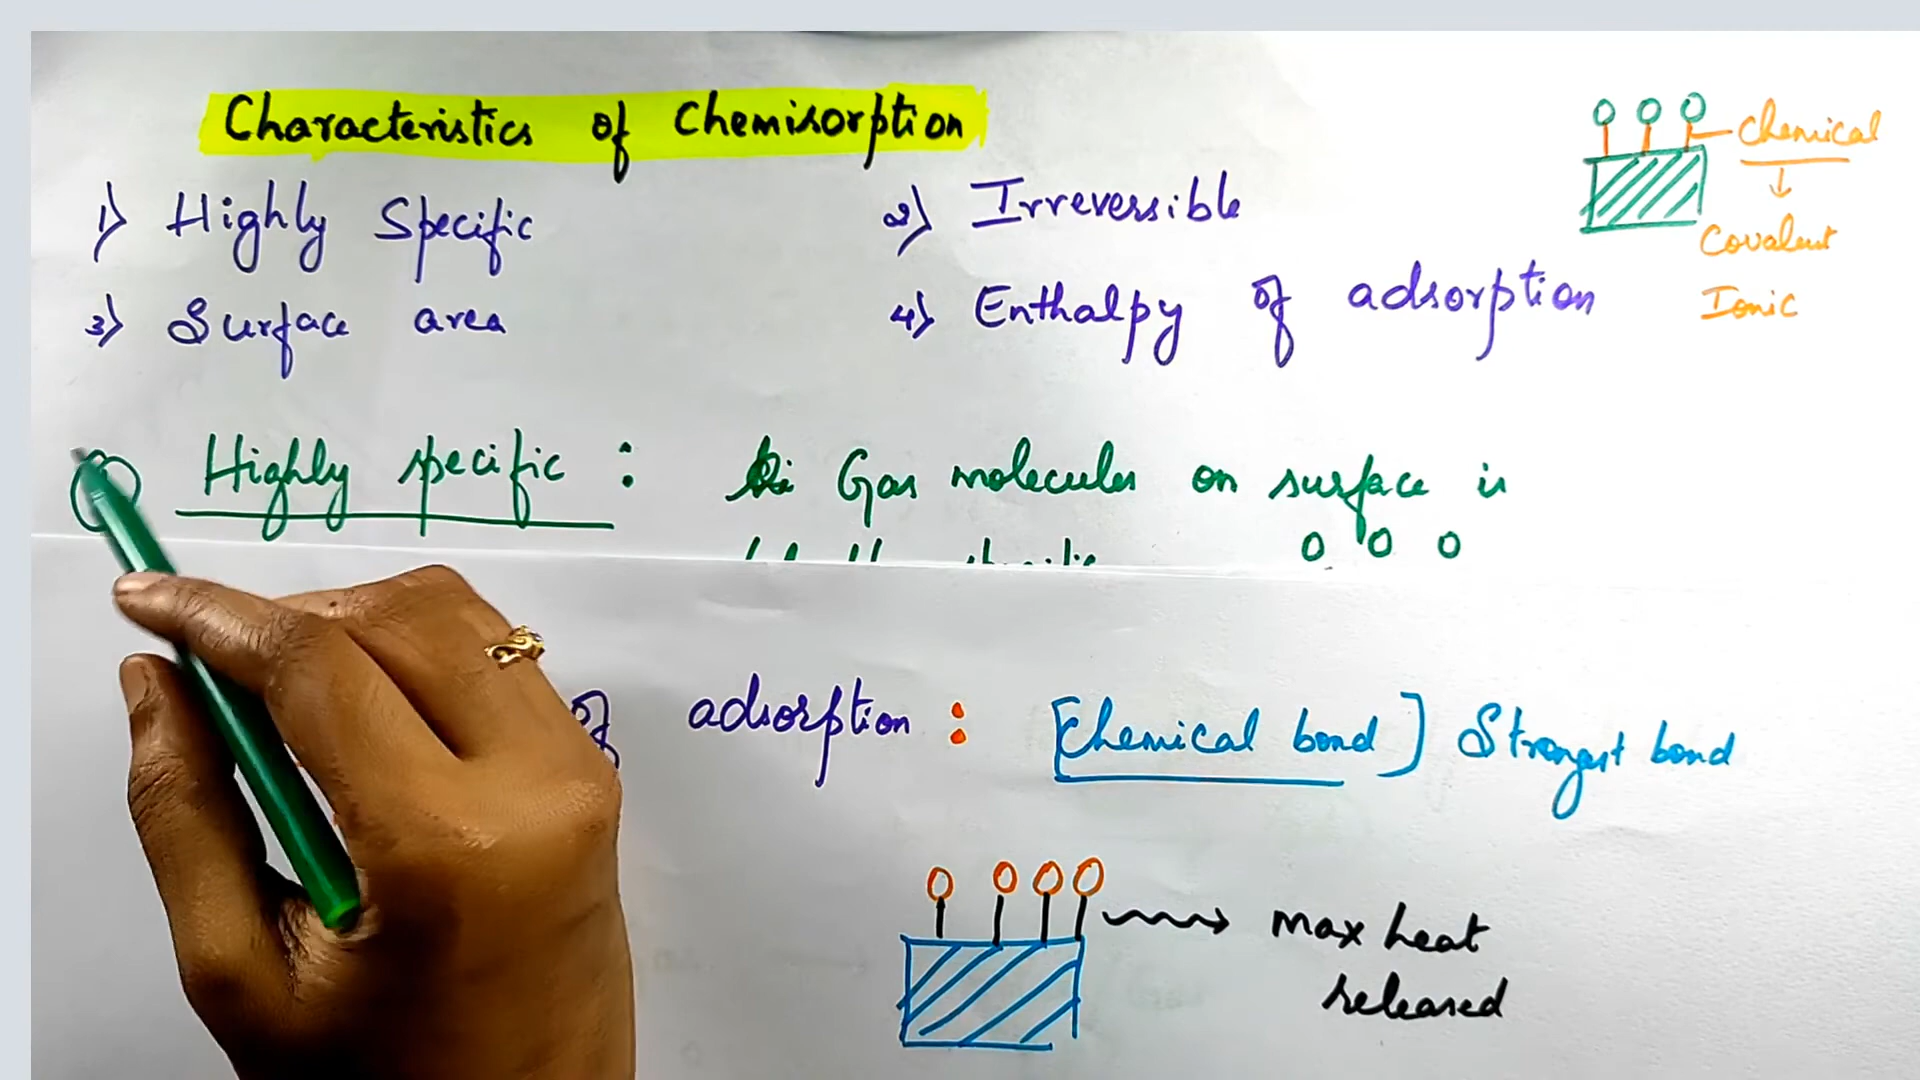 Characteristics of Chemisorption
1) Highly Specific
2) Irreversible
3) Surface area
4) Enthalpy of adsorption
chemical
↓
Covalent
Ionic
Highly specific : Gas molecules on surface is
of adsorption : [Chemical bond] Strongest bond
max heat
released